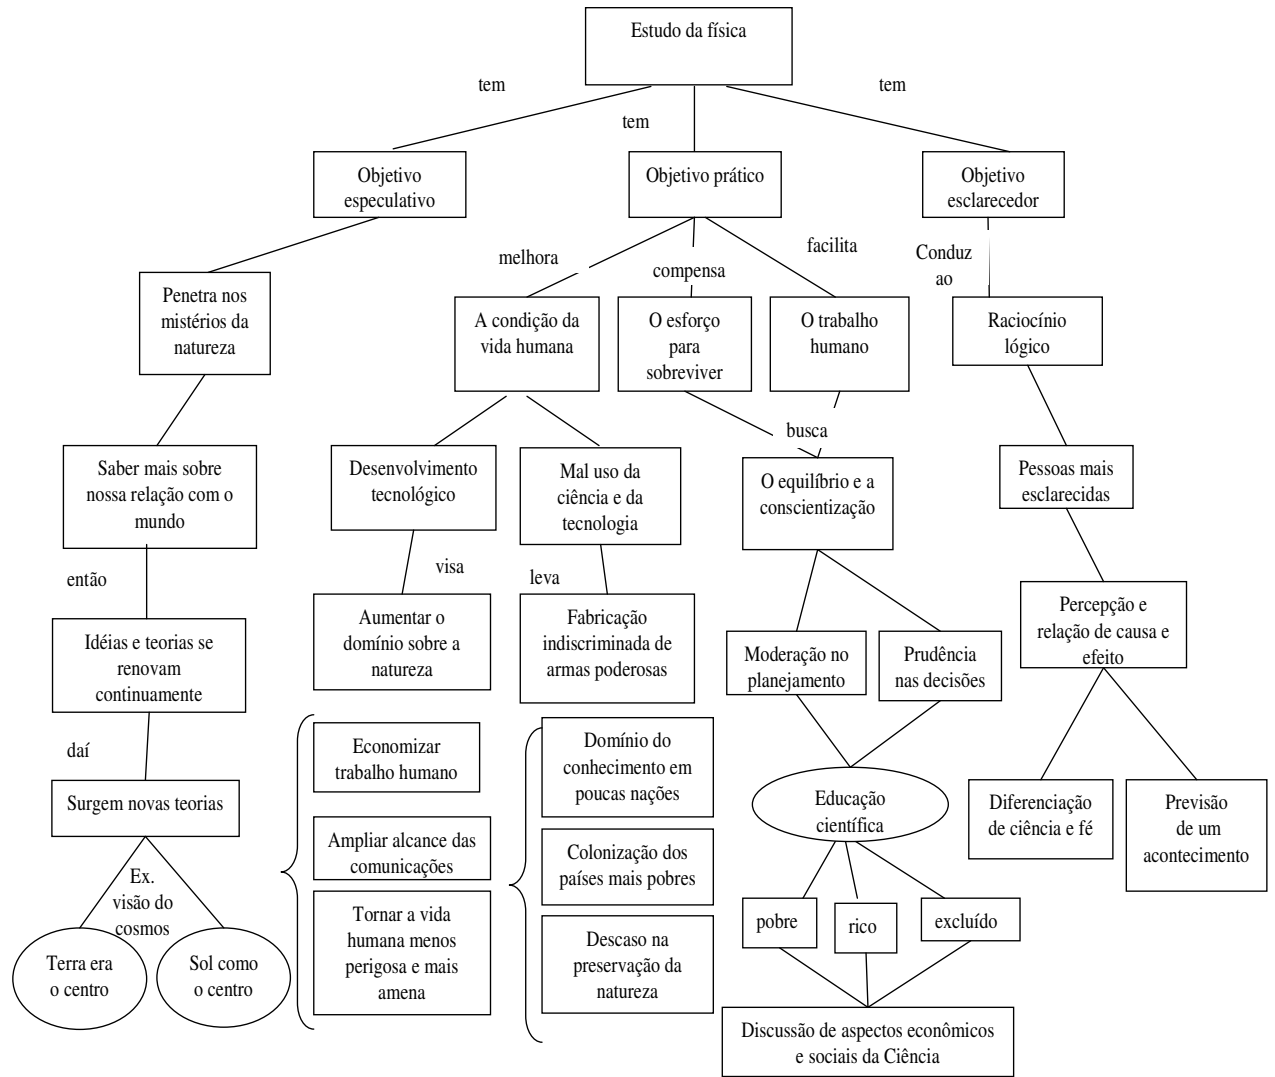 Estudo da física
tem
tem
tem
Objetivo
especulativo
Objetivo prático
Objetivo
esclarecedor
melhora
compensa
facilita
Conduz
ao
Penetra nos
mistérios da
natureza
A condição da
vida humana
O esforço
para
sobreviver
O trabalho
humano
Raciocínio
lógico
busca
Saber mais sobre
nossa relação com o
mundo
Desenvolvimento
tecnológico
Mal uso da
ciência e da
tecnologia
O equilíbrio e a
conscientização
Pessoas mais
esclarecidas
então
visa
leva
Idéias e teorias se
renovam
continuamente
Aumentar o
domínio sobre a
natureza
Fabricação
indiscriminada de
armas poderosas
Moderação no
planejamento
Prudência
nas decisões
Percepção e
relação de causa e
efeito
daí
Surgem novas teorias
Economizar
trabalho humano
Domínio do
conhecimento em
poucas nações
Educação
científica
Diferenciação
de ciência e fé
Previsão
de um
acontecimento
Ampliar alcance das
comunicações
Colonização dos
países mais pobres
Ex.
visão do
cosmos
Terra era
o centro
Sol como
o centro
Tornar a vida
humana menos
perigosa e mais
amena
Descaso na
preservação da
natureza
pobre
rico
excluído
Discussão de aspectos econômicos
e sociais da Ciência